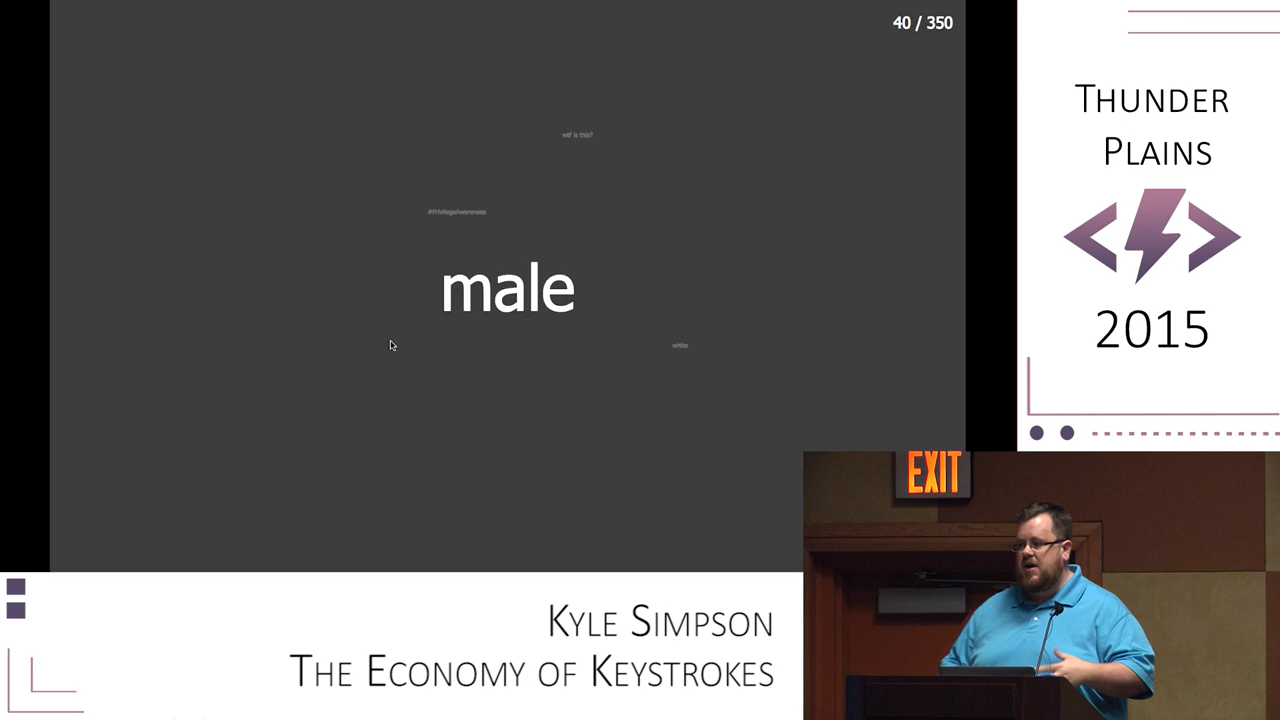 40 / 350
wtf is this?
#PrivilegeAwareness
male
white
THUNDER
PLAINS
2015
EXIT
KYLE SIMPSON
THE ECONOMY OF KEYSTROKES